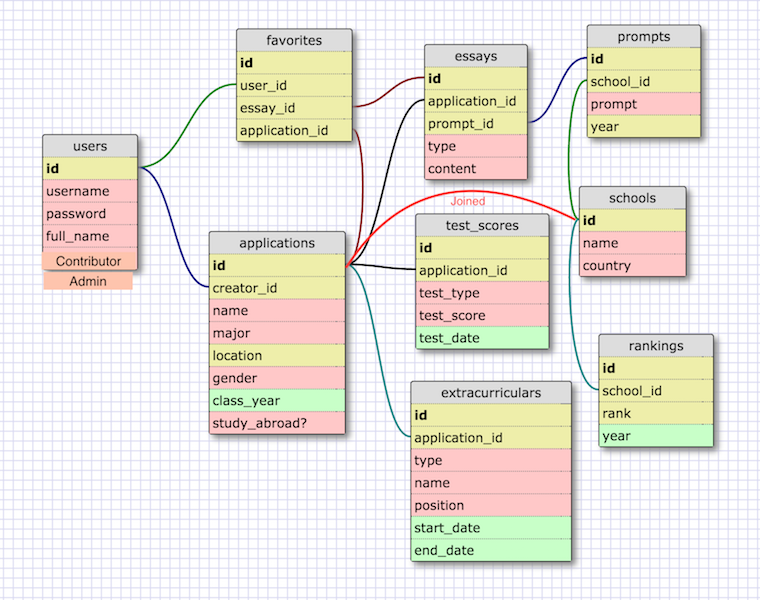 favorites
id
user_id
essay_id
application_id
essays
id
application_id
prompt_id
type
content
prompts
id
school_id
prompt
year
users
id
username
password
full_name
Contributor
Admin
applications
id
creator_id
name
major
location
gender
class_year
study_abroad?
Joined
test_scores
id
application_id
test_type
test_score
test_date
schools
id
name
country
extracurriculars
id
application_id
type
name
position
start_date
end_date
rankings
id
school_id
rank
year